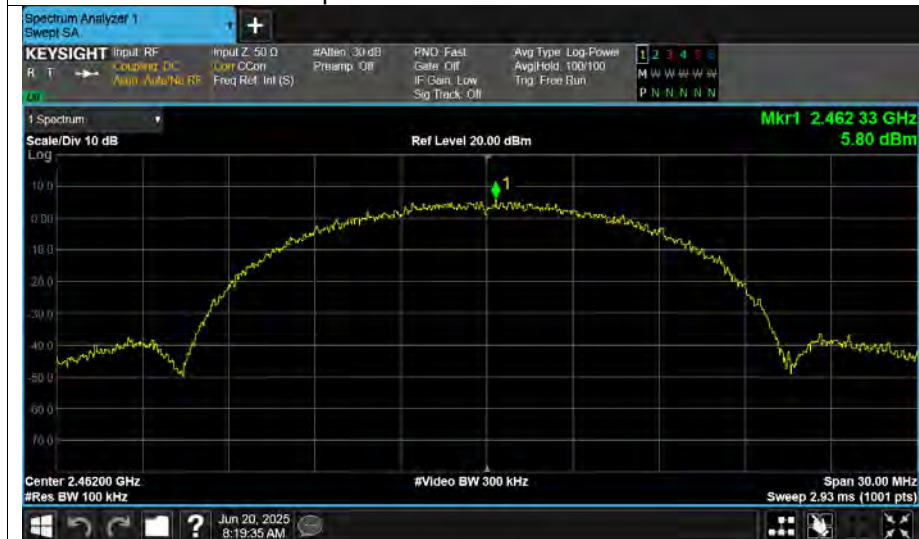 Spectrum Analyzer 1
Swept SA
+
KEYSIGHT Input: RF Input Z: 50 Ω #Atten: 30 dB PNO: Fast Avg Type: Log-Power 1 2 3 4 5 6
R T Coupling: DC Corr CCorr Preamp: Off Gate: Off Avg|Hold: 100/100 M W W W W W
Align: Auto/No RF Freq Ref: Int (S) IF Gain: Low Trig: Free Run
Sig Track: Off P N N N N N
1 Spectrum Mkr1 2.462 33 GHz
Scale/Div 10 dB Ref Level 20.00 dBm 5.80 dBm
Log
1
10.0
0.00
-10.0
-20.0
-30.0
-40.0
-50.0
-60.0
-70.0
Center 2.46200 GHz #Video BW 300 kHz Span 30.00 MHz
#Res BW 100 kHz Sweep 2.93 ms (1001 pts)
? Jun 20, 2025
8:19:35 AM